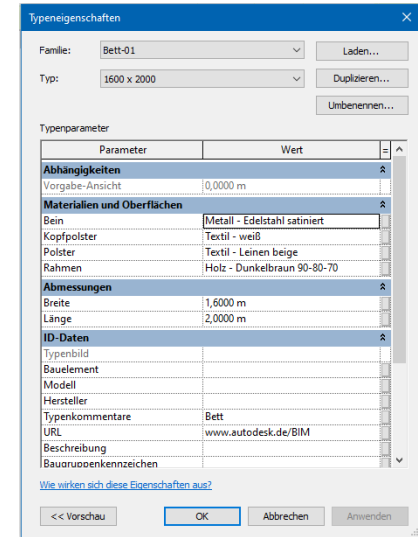 Typeneigenschaften
Familie: Bett-01 Laden...
Typ: 1600 x 2000 Duplizieren...
Umbenennen...
Typenparameter
Parameter Wert =
Abhängigkeiten
Vorgabe-Ansicht 0,0000 m
Materialien und Oberflächen
Bein Metall - Edelstahl satiniert
Kopfpolster Textil - weiß
Polster Textil - Leinen beige
Rahmen Holz - Dunkelbraun 90-80-70
Abmessungen
Breite 1,6000 m
Länge 2,0000 m
ID-Daten
Typenbild
Bauelement
Modell
Hersteller
Typenkommentare Bett
URL www.autodesk.de/BIM
Beschreibung
Baugruppenkennzeichen
Wie wirken sich diese Eigenschaften aus?
<< Vorschau OK Abbrechen Anwenden